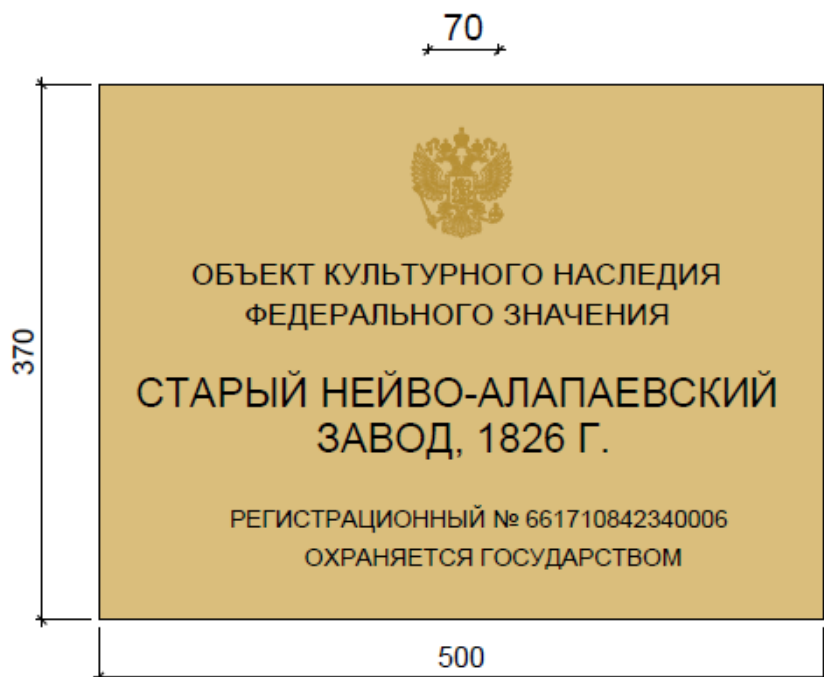 70
370
ОБЪЕКТ КУЛЬТУРНОГО НАСЛЕДИЯ
ФЕДЕРАЛЬНОГО ЗНАЧЕНИЯ
СТАРЫЙ НЕЙВО-АЛАПАЕВСКИЙ
ЗАВОД, 1826 Г.
РЕГИСТРАЦИОННЫЙ № 661710842340006
ОХРАНЯЕТСЯ ГОСУДАРСТВОМ
500